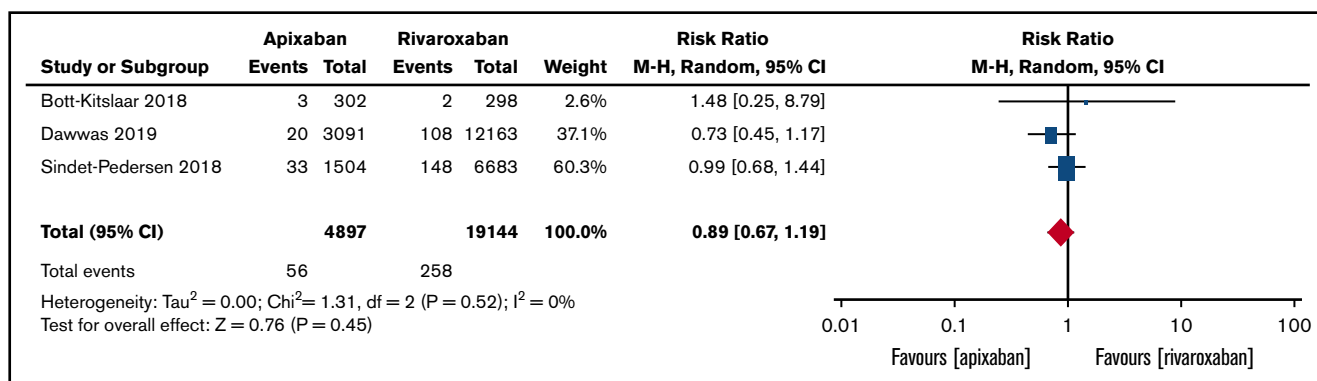 Apixaban Rivaroxaban Risk Ratio Risk Ratio
Study or Subgroup Events Total Events Total Weight M-H, Random, 95% CI M-H, Random, 95% CI
Bott-Kitslaar 2018 3 302 2 298 2.6% 1.48 [0.25, 8.79]
Dawwas 2019 20 3091 108 12163 37.1% 0.73 [0.45, 1.17]
Sindet-Pedersen 2018 33 1504 148 6683 60.3% 0.99 [0.68, 1.44]
Total (95% CI) 4897 19144 100.0% 0.89 [0.67, 1.19]
Total events 56 258
Heterogeneity: Tau² = 0.00; Chi²= 1.31, df = 2 (P = 0.52); I² = 0%
Test for overall effect: Z = 0.76 (P = 0.45)
0.01 0.1 1 10 100
Favours [apixaban] Favours [rivaroxaban]